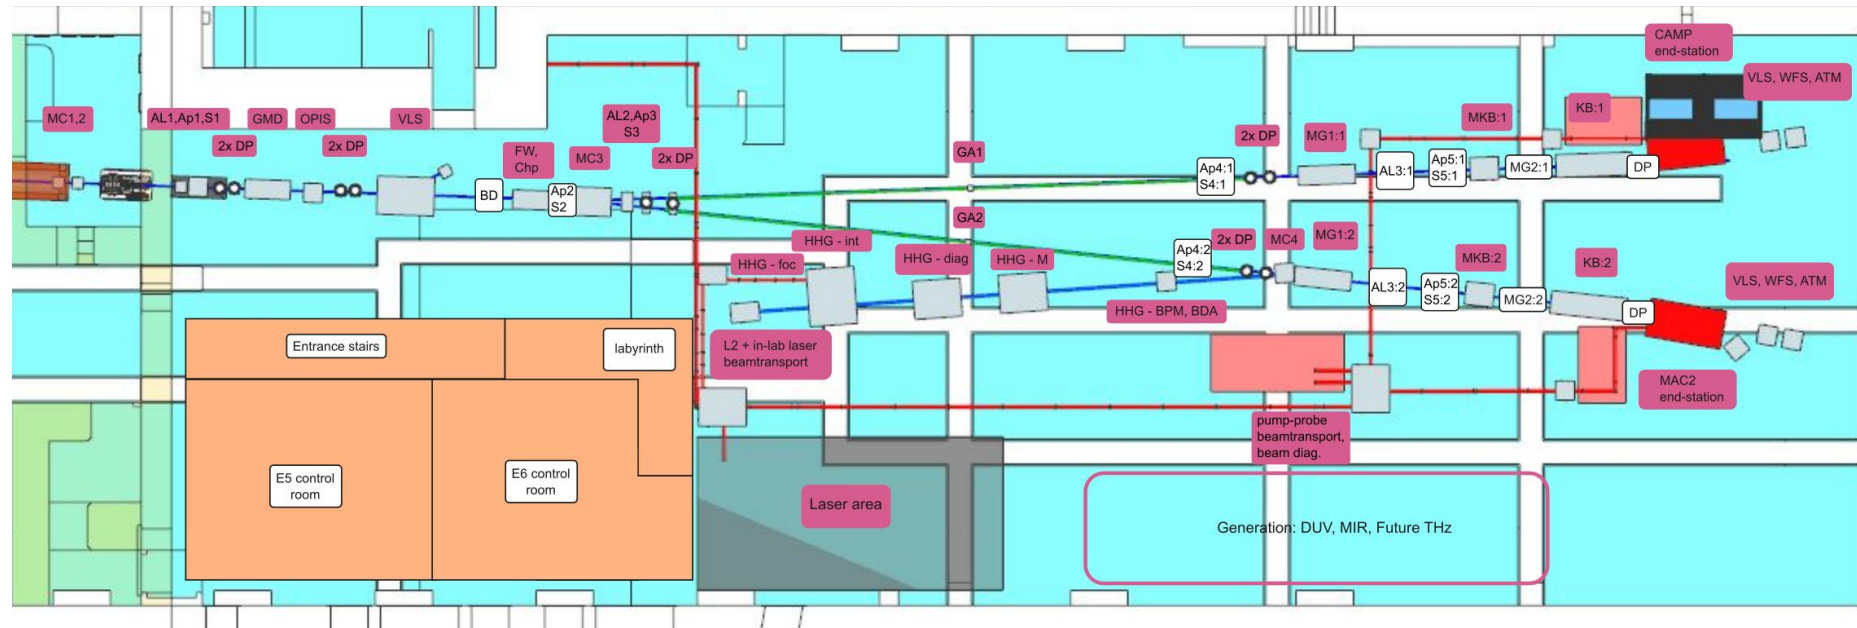 CAMP
end-station
VLS, WFS, ATM
MC1,2
AL1,Ap1,S1
GMD
OPIS
VLS
AL2,Ap3
S3
2x DP
2x DP
FW,
Chp
MC3
2x DP
GA1
2x DP
MG1:1
MKB:1
KB:1
BD
Ap2
S2
Ap4:1
S4:1
AL3:1
Ap5:1
S5:1
MG2:1
DP
GA2
HHG - int
HHG - foc
HHG - diag
HHG - M
Ap4:2
S4:2
2x DP
MC4
MG1:2
MKB:2
KB:2
VLS, WFS, ATM
AL3:2
Ap5:2
S5:2
MG2:2
DP
HHG - BPM, BDA
Entrance stairs
labyrinth
L2 + in-lab laser
beamtransport
MAC2
end-station
pump-probe
beamtransport,
beam diag.
E5 control
room
E6 control
room
Laser area
Generation: DUV, MIR, Future THz